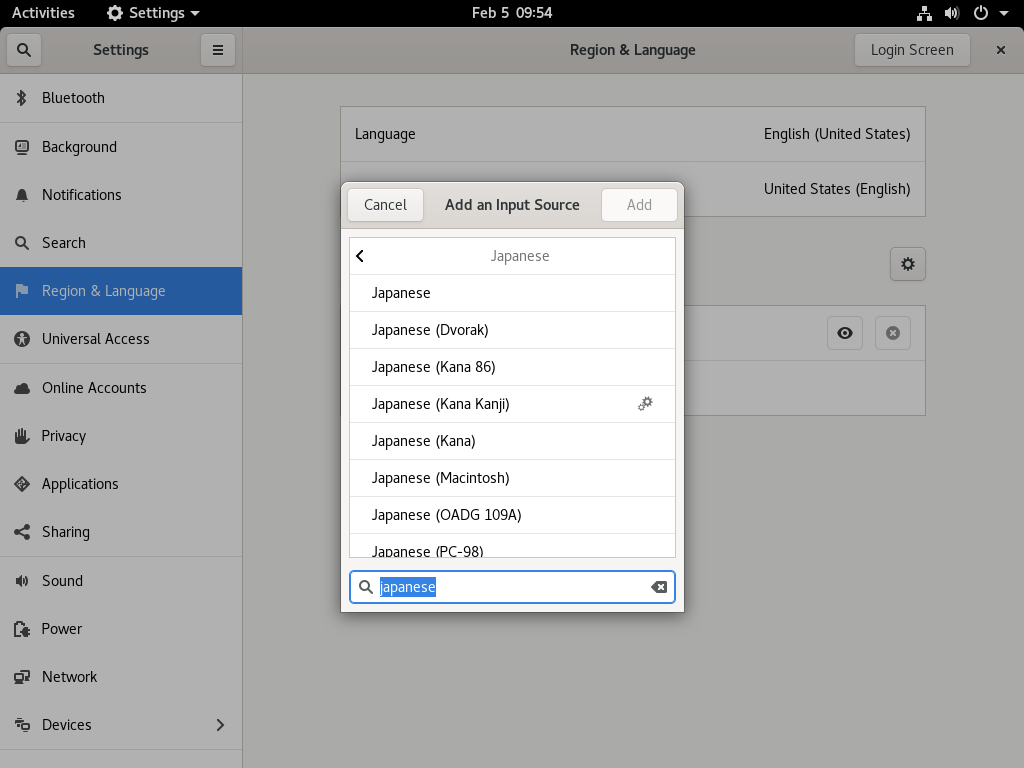 Activities Settings Feb 5 09:54
Settings Region & Language Login Screen
Bluetooth
Background
Notifications
Search
Region & Language
Universal Access
Online Accounts
Privacy
Applications
Sharing
Sound
Power
Network
Devices
Language English (United States)
United States (English)
Cancel Add an Input Source Add
Japanese
Japanese
Japanese (Dvorak)
Japanese (Kana 86)
Japanese (Kana Kanji)
Japanese (Kana)
Japanese (Macintosh)
Japanese (OADG 109A)
Japanese (PC-98)
japanese